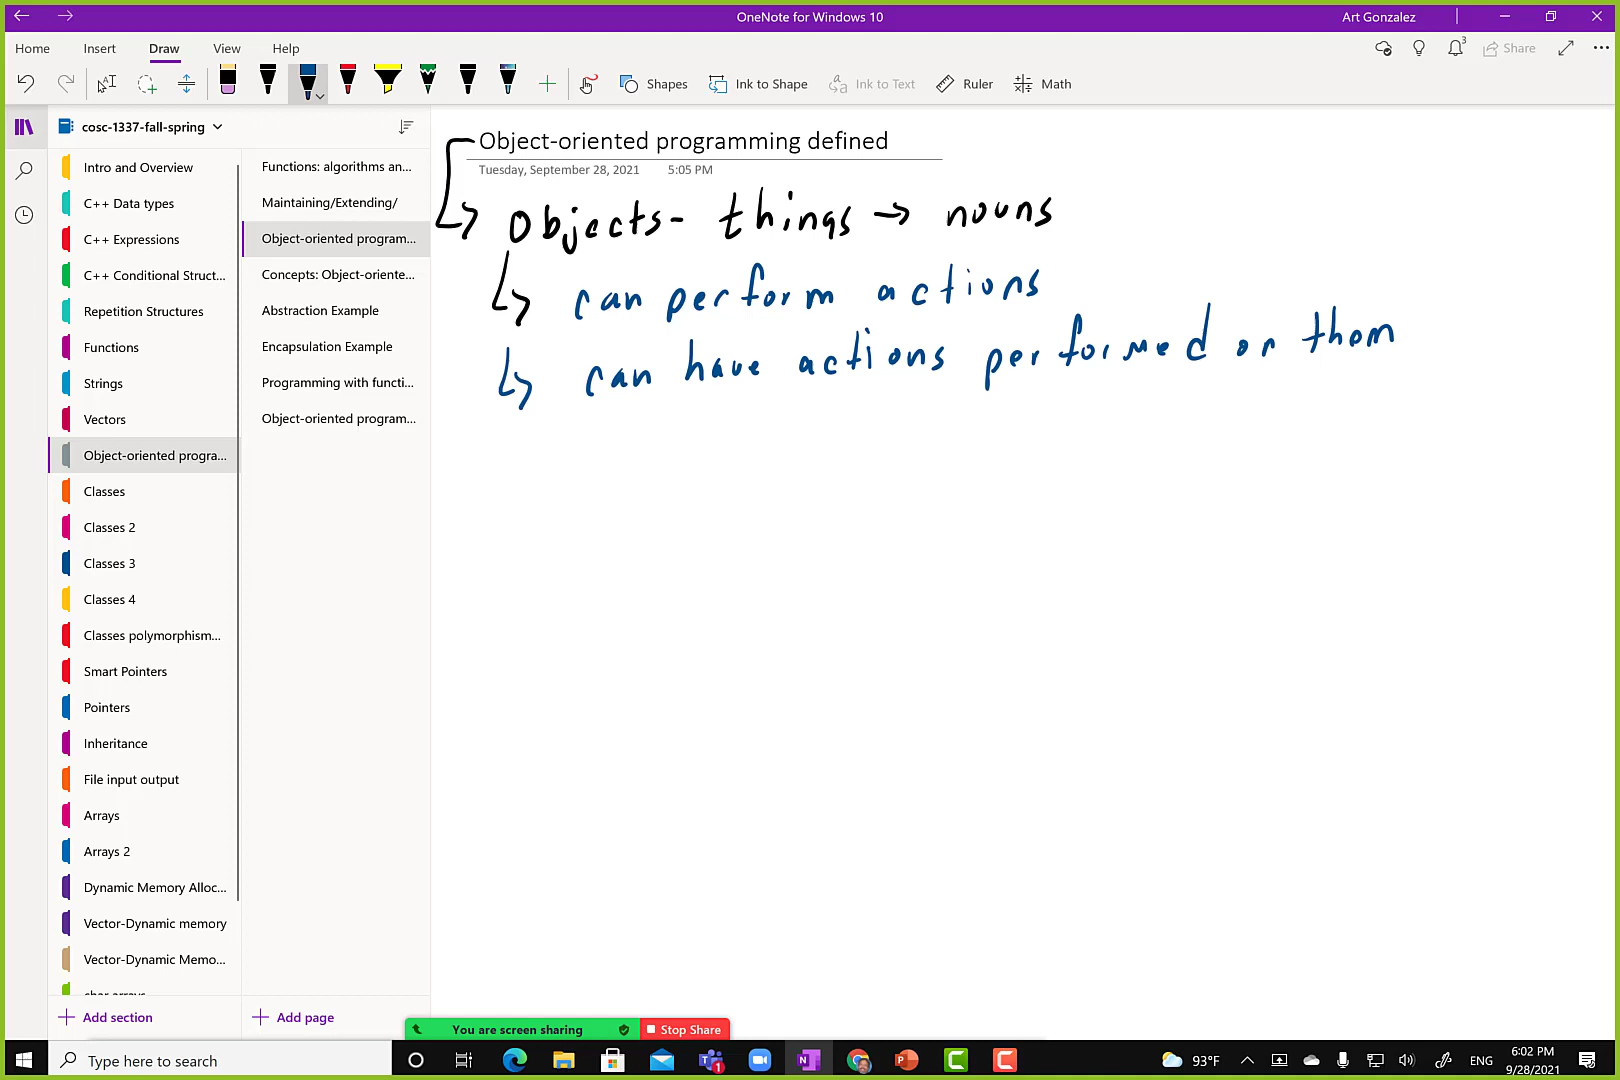 OneNote for Windows 10
Art Gonzalez
Home Insert Draw View Help
3 Share
Shapes Ink to Shape Ink to Text Ruler Math
cosc-1337-fall-spring
Intro and Overview
C++ Data types
C++ Expressions
C++ Conditional Struct...
Repetition Structures
Functions
Strings
Vectors
Object-oriented progra...
Classes
Classes 2
Classes 3
Classes 4
Classes polymorphism...
Smart Pointers
Pointers
Inheritance
File input output
Arrays
Arrays 2
Dynamic Memory Alloc...
Vector-Dynamic memory
Vector-Dynamic Memo...
char arrays
Add section
Functions: algorithms an...
Maintaining/Extending/
Object-oriented program...
Concepts: Object-oriente...
Abstraction Example
Encapsulation Example
Programming with functi...
Object-oriented program...
Add page
Object-oriented programming defined
Tuesday, September 28, 2021 5:05 PM
Objects- things → nouns
can perform actions
can have actions performed on them
You are screen sharing Stop Share
Type here to search
1
93°F
ENG
6:02 PM
9/28/2021